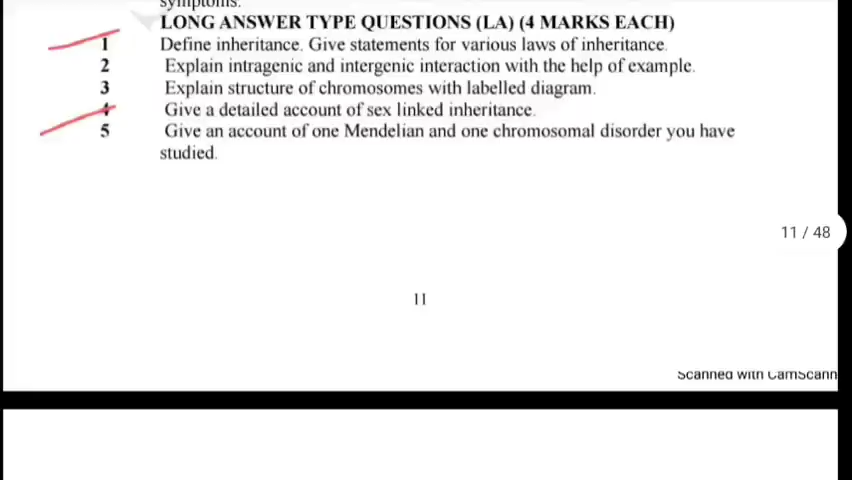 symptoms.
LONG ANSWER TYPE QUESTIONS (LA) (4 MARKS EACH)
1 Define inheritance. Give statements for various laws of inheritance.
2 Explain intragenic and intergenic interaction with the help of example.
3 Explain structure of chromosomes with labelled diagram.
4 Give a detailed account of sex linked inheritance.
5 Give an account of one Mendelian and one chromosomal disorder you have
studied.
11 / 48
11
Scanned with CamScann